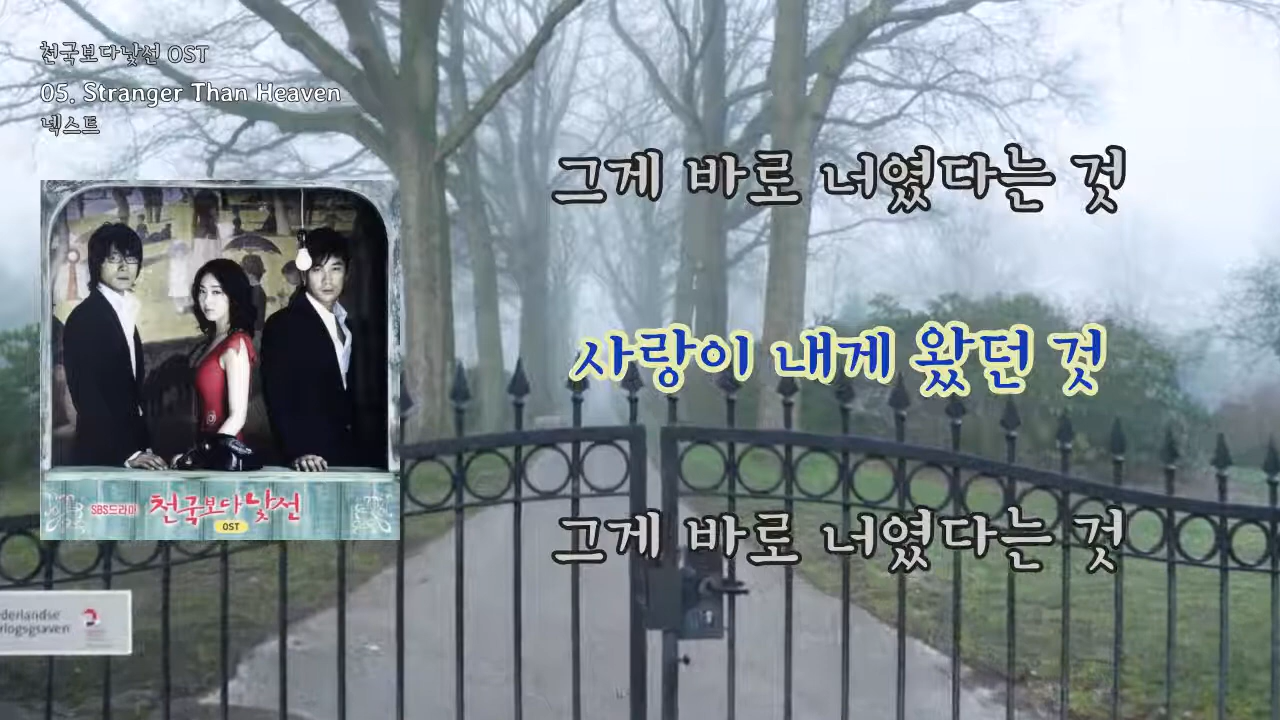 천국보다낯선 OST
05. Stranger Than Heaven
넥스트
그게 바로 너였다는 것
사랑이 내게 왔던 것
그게 바로 너였다는 것
SBS드라마 천국보다낯선
OST